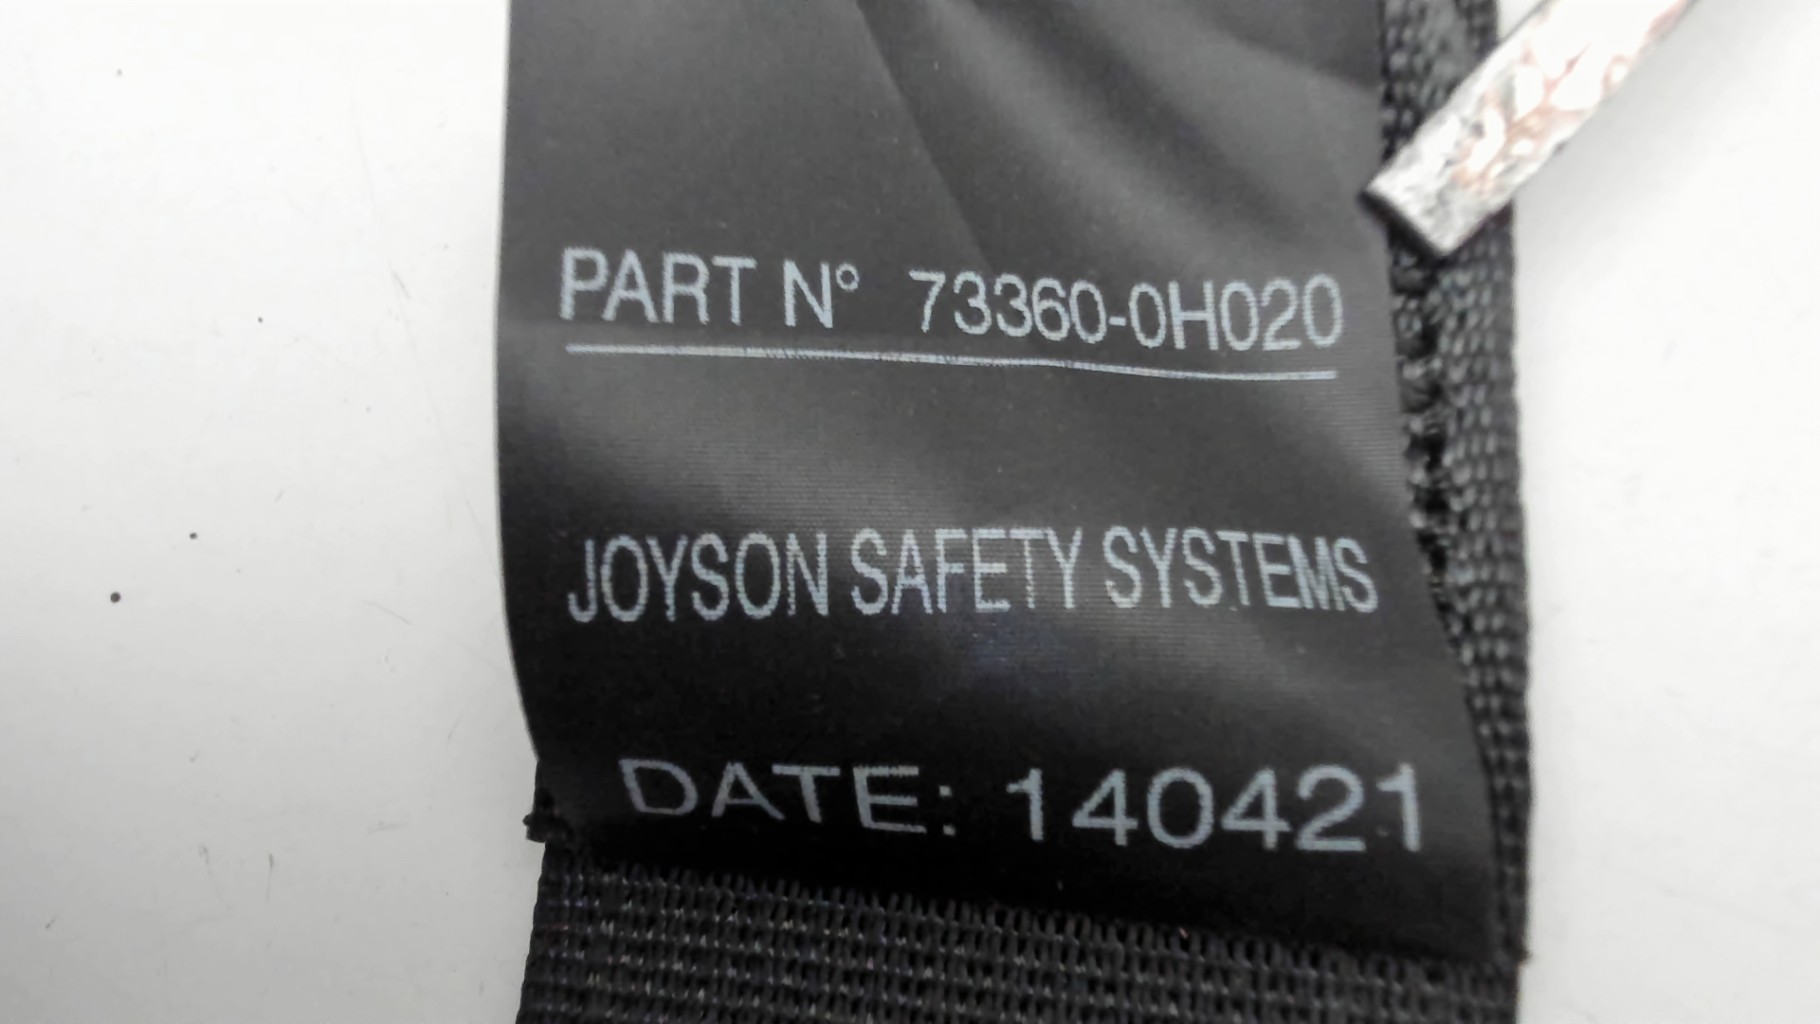 PART N° 73360-0H020
JOYSON SAFETY SYSTEMS
DATE: 140421